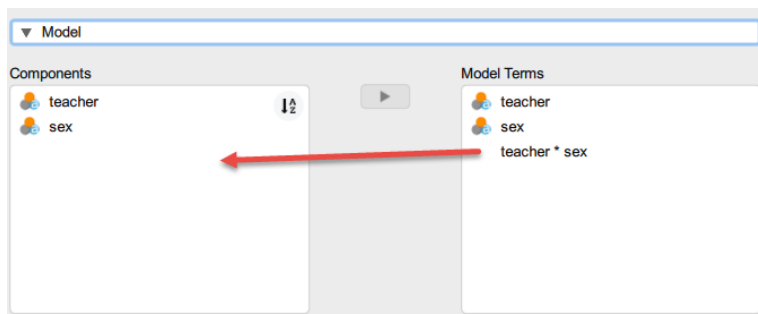 Model
Components
Model Terms
teacher
sex
teacher
sex
teacher * sex